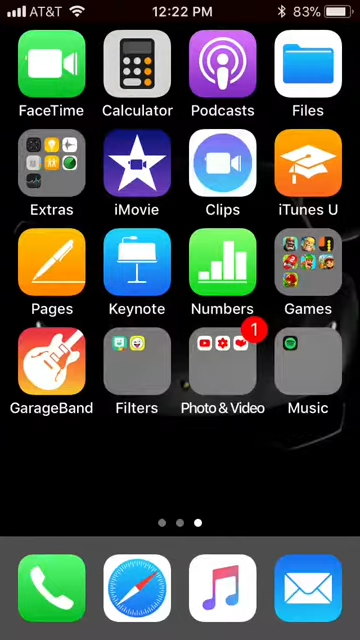 AT&T 12:22 PM 83%
FaceTime Calculator Podcasts Files
Extras iMovie Clips iTunes U
Pages Keynote Numbers Games
1
GarageBand Filters Photo & Video Music